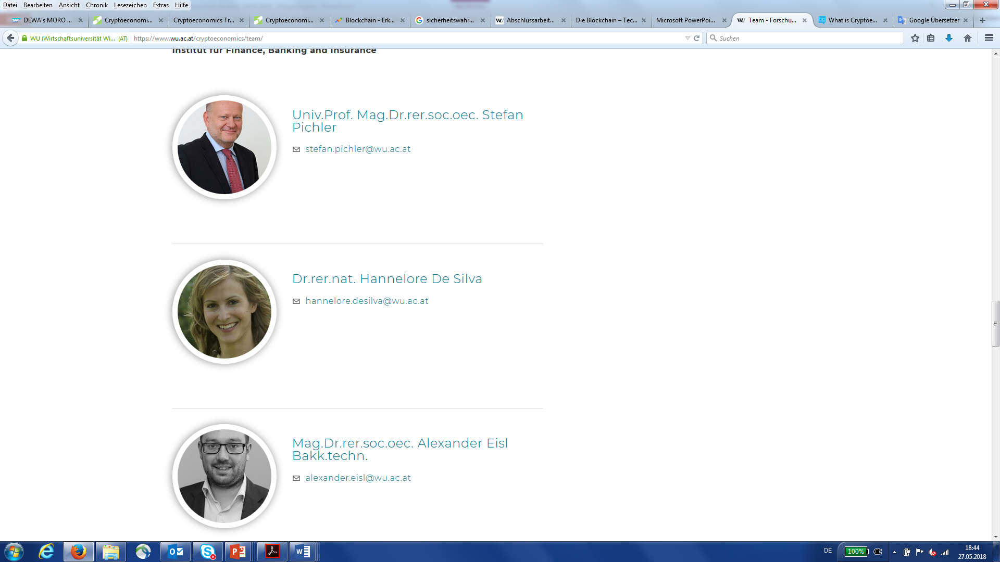 Datei Bearbeiten Ansicht Chronik Lesezeichen Extras Hilfe
DEWA's MORO ... Cryptoeconomi... Cryptoeconomics Tr... Cryptoeconomi... Blockchain - Erk... sicherheitswahr... Abschlussarbeit... Die Blockchain – Tec... Microsoft PowerPoi... Team - Forschu... What is Cryptoe... Google Übersetzer
WU (Wirtschaftsuniversität Wi... (AT) https://www.wu.ac.at/cryptoeconomics/team/ Suchen
Institut für Finance, Banking and Insurance
Univ.Prof. Mag.Dr.rer.soc.oec. Stefan
Pichler
stefan.pichler@wu.ac.at
Dr.rer.nat. Hannelore De Silva
hannelore.desilva@wu.ac.at
Mag.Dr.rer.soc.oec. Alexander Eisl
Bakk.techn.
alexander.eisl@wu.ac.at
DE 100% 18:44
27.05.2018